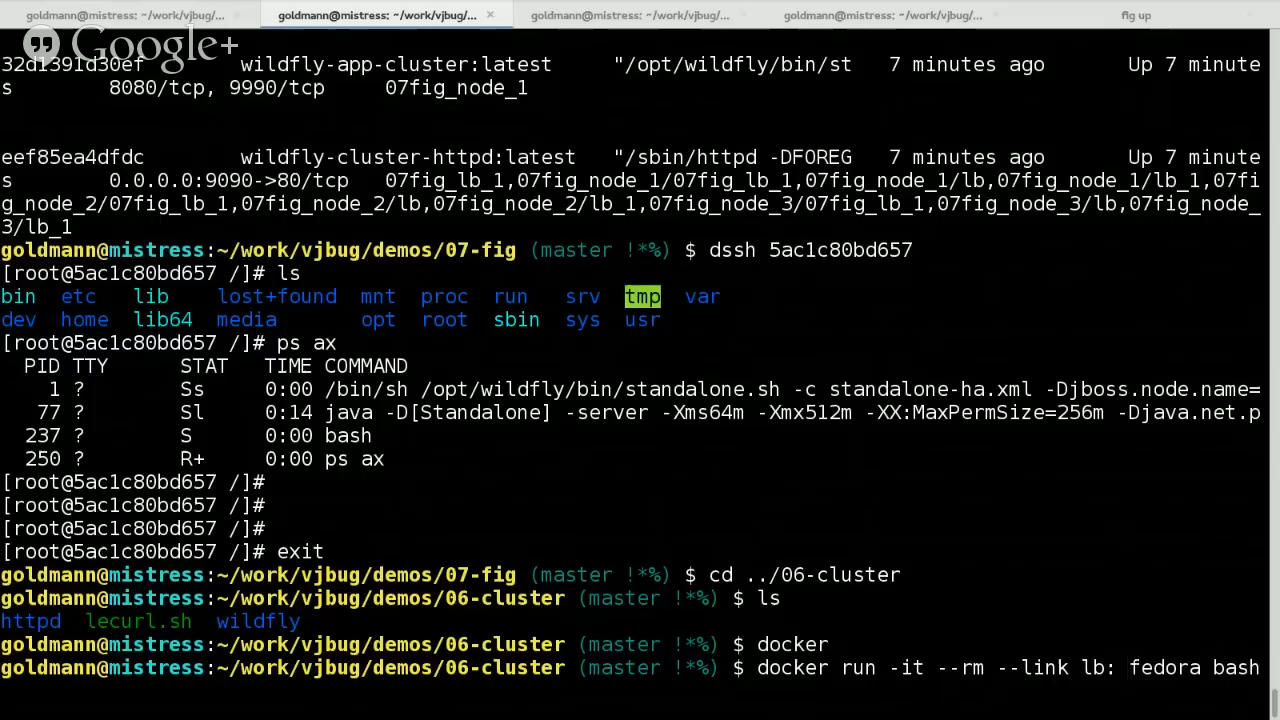 goldmann@mistress: ~/work/vjbug/... goldmann@mistress: ~/work/vjbug/... × goldmann@mistress: ~/work/vjbug/... goldmann@mistress: ~/work/vjbug/... fig up
Google+
32d1391d30ef wildfly-app-cluster:latest "/opt/wildfly/bin/st 7 minutes ago Up 7 minute
s 8080/tcp, 9990/tcp 07fig_node_1
eef85ea4dfdc wildfly-cluster-httpd:latest "/sbin/httpd -DFOREG 7 minutes ago Up 7 minute
s 0.0.0.0:9090->80/tcp 07fig_lb_1,07fig_node_1/07fig_lb_1,07fig_node_1/lb,07fig_node_1/lb_1,07fi
g_node_2/07fig_lb_1,07fig_node_2/lb,07fig_node_2/lb_1,07fig_node_3/07fig_lb_1,07fig_node_3/lb,07fig_node_
3/lb_1
goldmann@mistress:~/work/vjbug/demos/07-fig (master !*%) $ dssh 5ac1c80bd657
[root@5ac1c80bd657 /]# ls
bin etc lib lost+found mnt proc run srv tmp var
dev home lib64 media opt root sbin sys usr
[root@5ac1c80bd657 /]# ps ax
PID TTY STAT TIME COMMAND
1 ? Ss 0:00 /bin/sh /opt/wildfly/bin/standalone.sh -c standalone-ha.xml -Djboss.node.name=
77 ? Sl 0:14 java -D[Standalone] -server -Xms64m -Xmx512m -XX:MaxPermSize=256m -Djava.net.p
237 ? S 0:00 bash
250 ? R+ 0:00 ps ax
[root@5ac1c80bd657 /]#
[root@5ac1c80bd657 /]#
[root@5ac1c80bd657 /]#
[root@5ac1c80bd657 /]# exit
goldmann@mistress:~/work/vjbug/demos/07-fig (master !*%) $ cd ../06-cluster
goldmann@mistress:~/work/vjbug/demos/06-cluster (master !*%) $ ls
httpd lecurl.sh wildfly
goldmann@mistress:~/work/vjbug/demos/06-cluster (master !*%) $ docker
goldmann@mistress:~/work/vjbug/demos/06-cluster (master !*%) $ docker run -it --rm --link lb: fedora bash